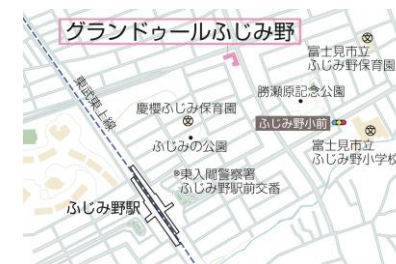 グランドゥールふじみ野
富士見市立
ふじみ野保育園
東武東上線
勝瀬原記念公園
慶櫻ふじみ保育園
ふじみ野小前
ふじみの公園
富士見市立
ふじみ野小学校
東入間警察署
ふじみ野駅前交番
ふじみ野駅